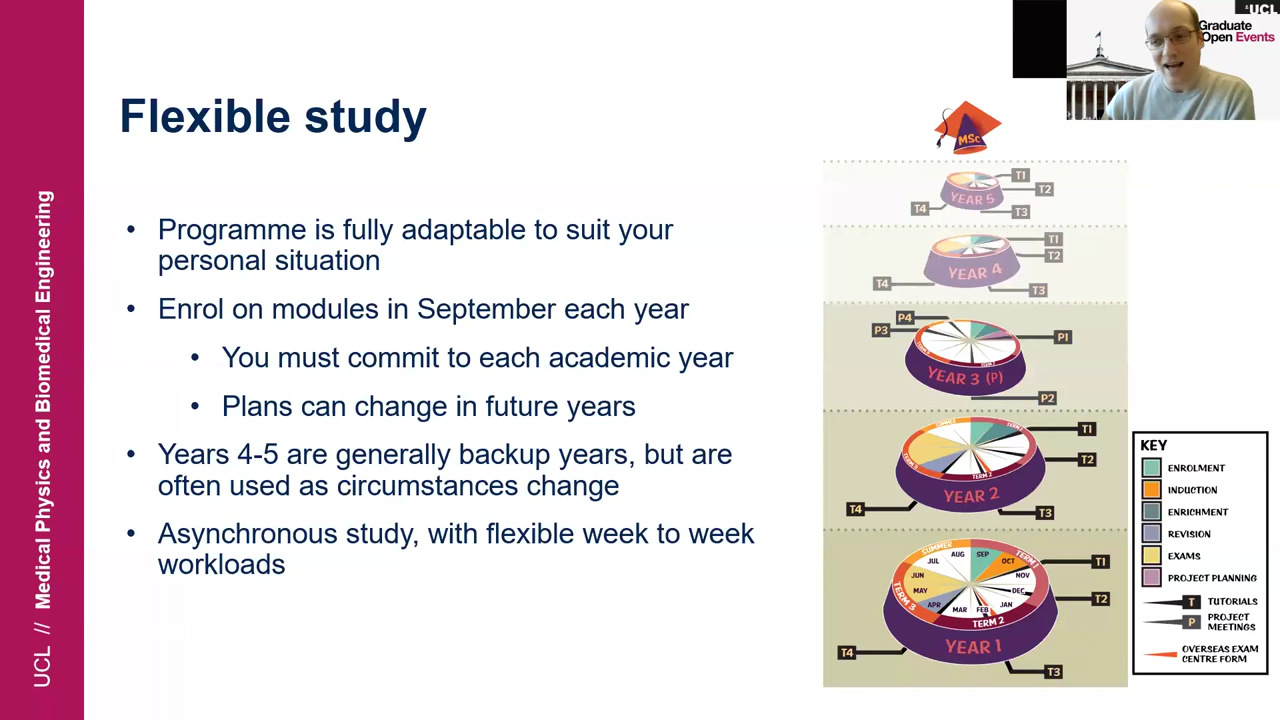 UCL
Graduate
Open Events
Flexible study
MSc
• Programme is fully adaptable to suit your
personal situation
• Enrol on modules in September each year
• You must commit to each academic year
• Plans can change in future years
• Years 4-5 are generally backup years, but are
often used as circumstances change
• Asynchronous study, with flexible week to week
workloads
UCL // Medical Physics and Biomedical Engineering
T1
T2
T4
YEAR 5
T3
T1
T2
YEAR 4
T4
T3
P4
P3
P1
YEAR 3 (P)
P2
T1
TERM 2
T2
YEAR 2
T4
T3
SUMMER
AUG
SEP
TERM 1
JUL
OCT
T1
JUN
NOV
MAY
DEC
T2
TERM 3
APR
MAR
FEB
JAN
TERM 2
YEAR 1
T4
T3
KEY
ENROLMENT
INDUCTION
ENRICHMENT
REVISION
EXAMS
PROJECT PLANNING
T TUTORIALS
P PROJECT
MEETINGS
OVERSEAS EXAM
CENTRE FORM